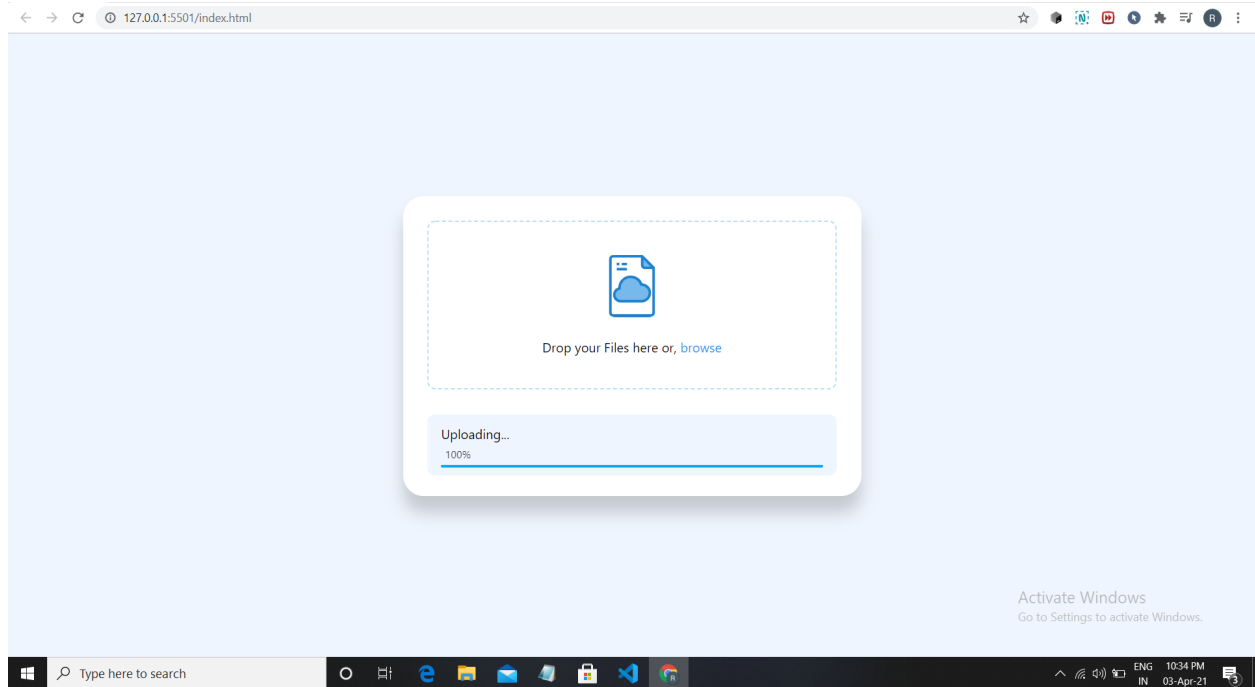 127.0.0.1:5501/index.html
R
Drop your Files here or, browse
Uploading...
100%
Activate Windows
Go to Settings to activate Windows.
Type here to search
ENG
IN
10:34 PM
03-Apr-21
3